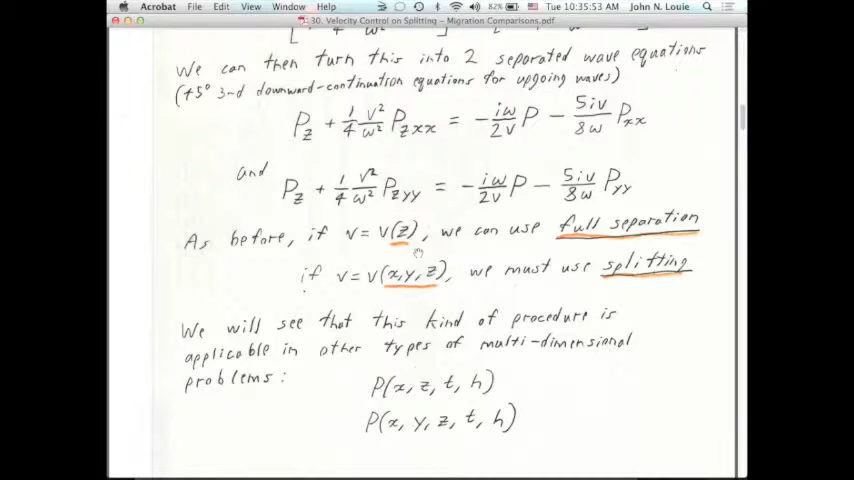 Acrobat File Edit View Window Help 82% Tue 10:35:53 AM John N. Louie
30. Velocity Control on Splitting – Migration Comparisons.pdf
We can then turn this into 2 separated wave equations
(45° 3-d downward-continuation equations for upgoing waves)
P_z + 1/4 v²/ω² P_zxx = -iω/2v P - 5iv/8ω P_xx
and
P_z + 1/4 v²/ω² P_zyy = -iω/2v P - 5iv/8ω P_yy
As before, if v = v(z), we can use full separation
if v = v(x,y,z), we must use splitting
We will see that this kind of procedure is
applicable in other types of multi-dimensional
problems:
P(x, z, t, h)
P(x, y, z, t, h)